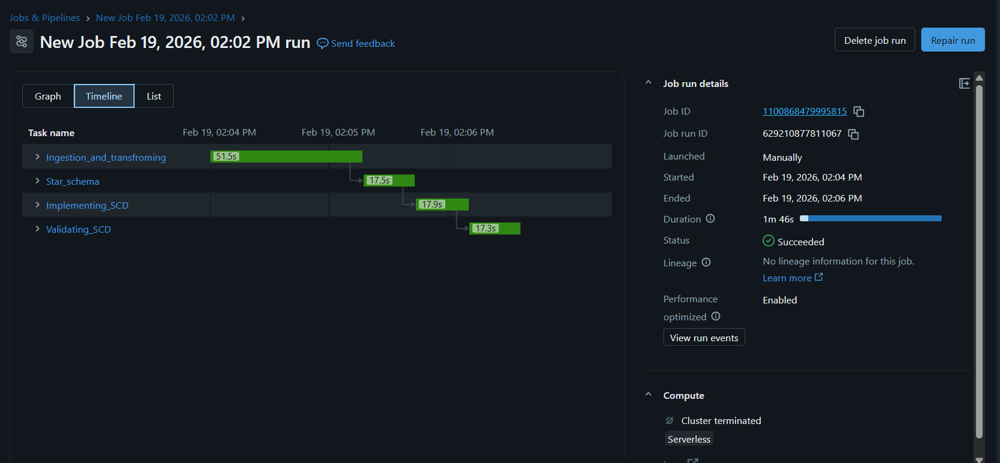 Jobs & Pipelines › New Job Feb 19, 2026, 02:02 PM ›
New Job Feb 19, 2026, 02:02 PM run Send feedback
Delete job run
Repair run
Graph Timeline List
Task name Feb 19, 02:04 PM Feb 19, 02:05 PM Feb 19, 02:06 PM
Ingestion_and_transfroming 51.5s
Star_schema 17.5s
Implementing_SCD 17.9s
Validating_SCD 17.3s
Job run details
Job ID 1100868479995815
Job run ID 629210877811067
Launched Manually
Started Feb 19, 2026, 02:04 PM
Ended Feb 19, 2026, 02:06 PM
Duration 1m 46s
Status Succeeded
Lineage No lineage information for this job.
Learn more
Performance Enabled
optimized
View run events
Compute
Cluster terminated
Serverless